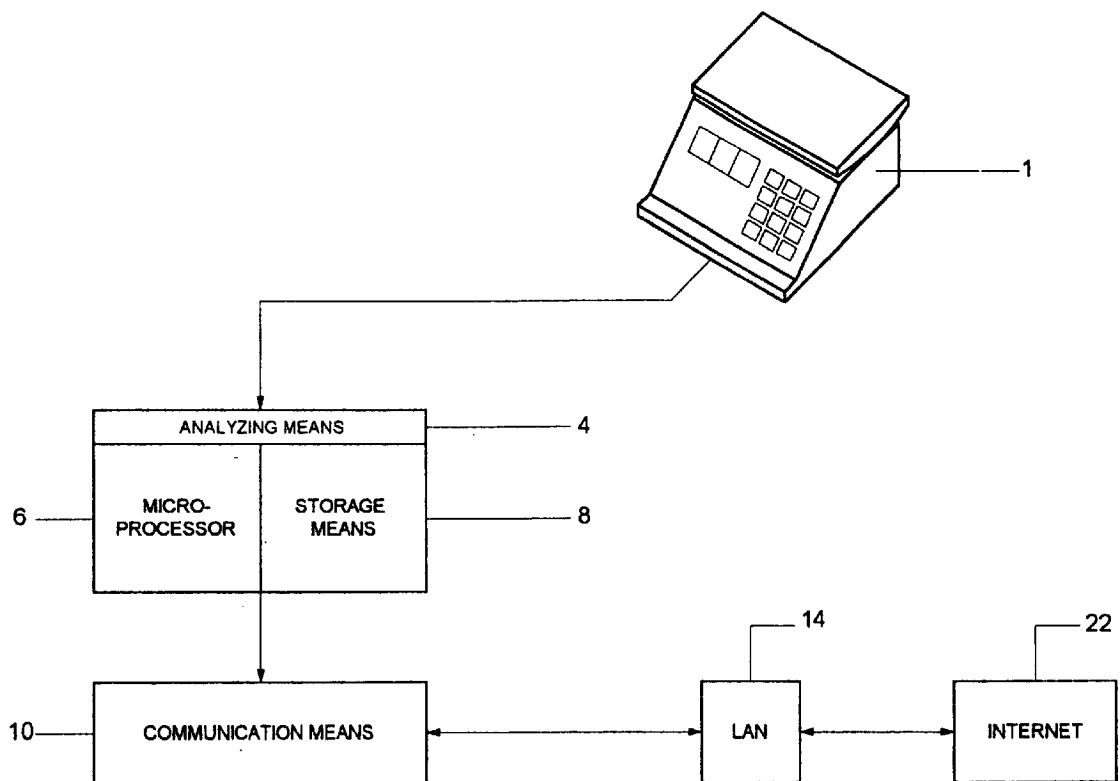 1
ANALYZING MEANS
4
6
MICRO-
PROCESSOR
STORAGE
MEANS
8
14
22
10
COMMUNICATION MEANS
LAN
INTERNET